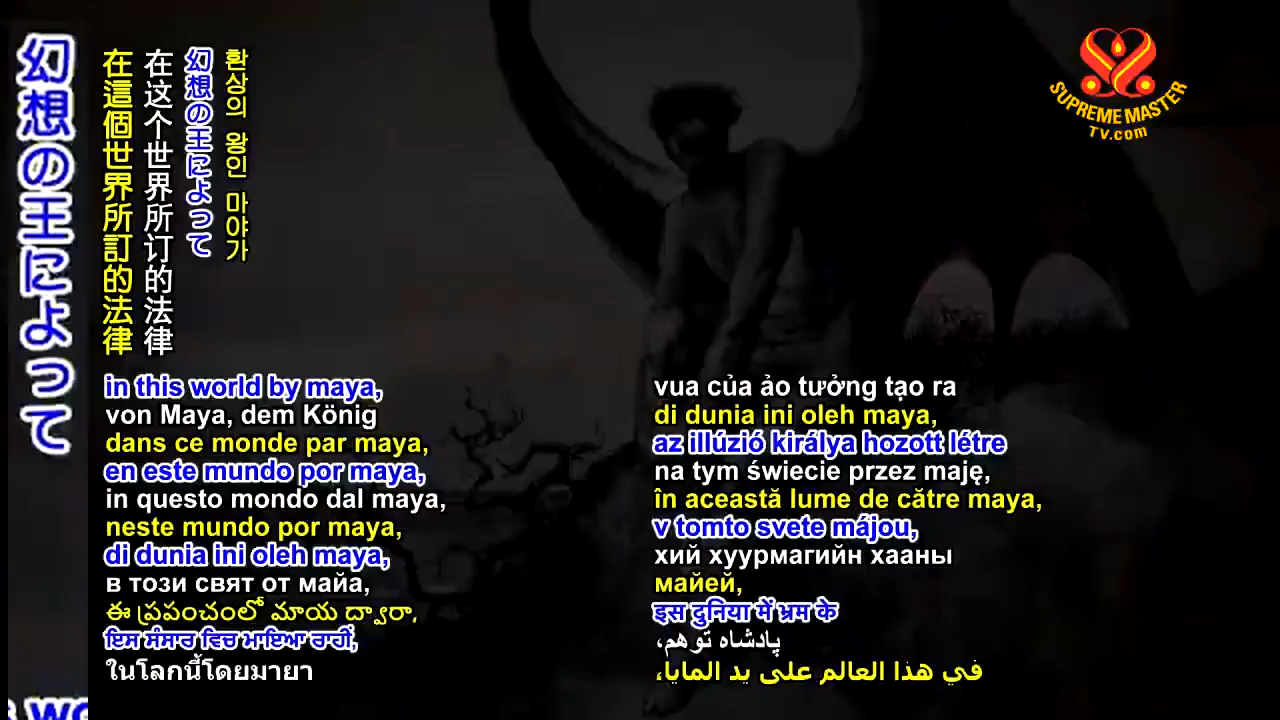 幻想の王によって
在這個世界所訂的法律
在这个世界所订的法律
幻想の王によって
환상의 왕인 마야가
SUPREME MASTER
TV.com
in this world by maya,
von Maya, dem König
dans ce monde par maya,
en este mundo por maya,
in questo mondo dal maya,
neste mundo por maya,
di dunia ini oleh maya,
в този свят от майа,
ఈ ప్రపంచంలో మాయ ద్వారా,
ਇਸ ਸੰਸਾਰ ਵਿਚ ਮਾਇਆ ਰਾਹੀਂ,
ในโลกนี้โดยมายา
vua của ảo tưởng tạo ra
di dunia ini oleh maya,
az illúzió királya hozott létre
na tym świecie przez maję,
în această lume de către maya,
v tomto svete májou,
хий хуурмагийн хааны
майей,
इस दुनिया में भ्रम के
پادشاه توهم،
في هذا العالم على يد المايا،